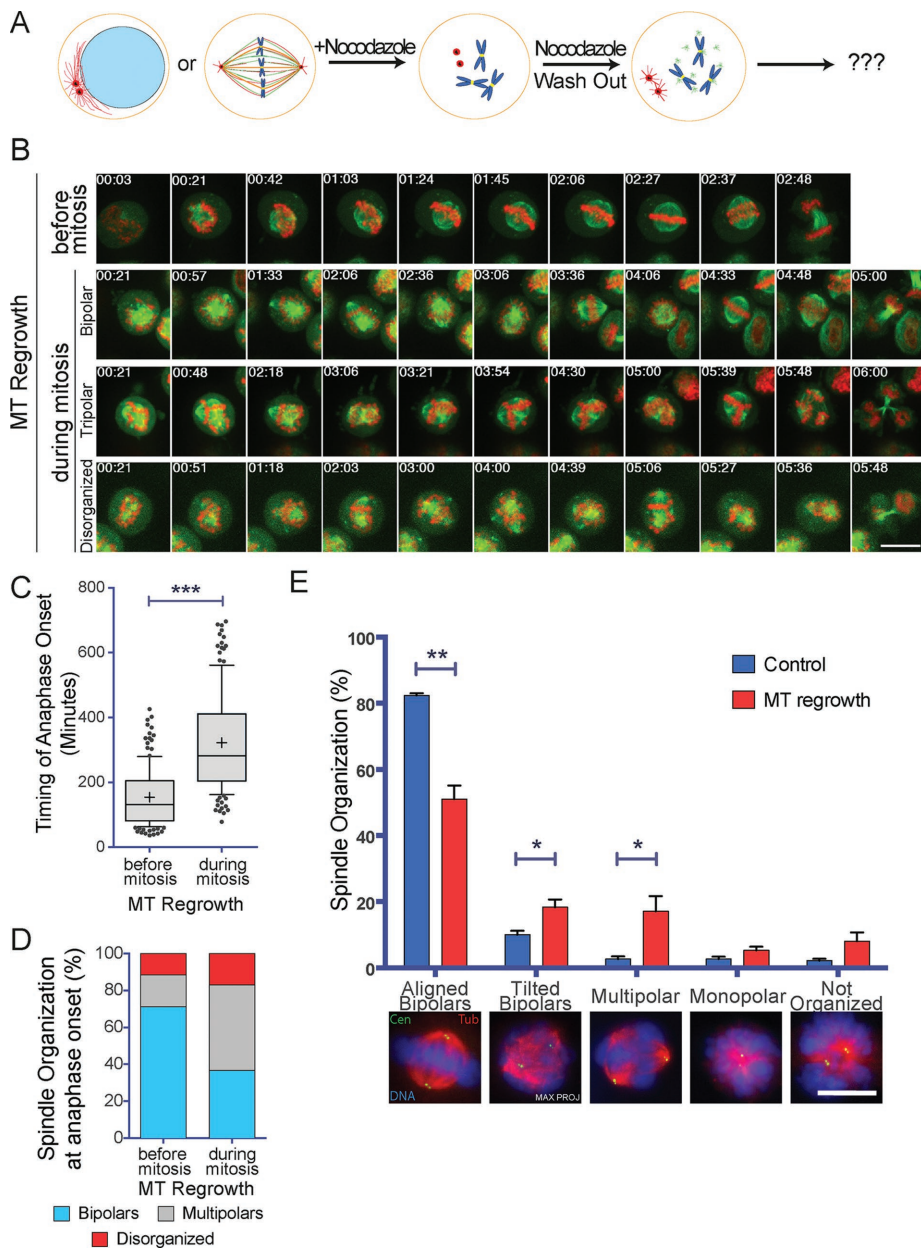 A
or
+Nocodazole
Nocodazole
Wash Out
???
B
MT Regrowth
before mitosis
00:03 00:21 00:42 01:03 01:24 01:45 02:06 02:27 02:37 02:48
during mitosis
Bipolar
00:21 00:57 01:33 02:06 02:36 03:06 03:36 04:06 04:33 04:48 05:00
Tripolar
00:21 00:48 02:18 03:06 03:21 03:54 04:30 05:00 05:39 05:48 06:00
Disorganized
00:21 00:51 01:18 02:03 03:00 04:00 04:39 05:06 05:27 05:36 05:48
C
Timing of Anaphase Onset
(Minutes)
800
600
400
200
0
***
before mitosis
during mitosis
MT Regrowth
D
Spindle Organization
at anaphase onset (%)
100
80
60
40
20
0
before mitosis
during mitosis
MT Regrowth
Bipolars
Multipolars
Disorganized
E
Spindle Organization (%)
100
80
60
40
20
0
**
*
*
Control
MT regrowth
Aligned Bipolars
Tilted Bipolars
Multipolar
Monopolar
Not Organized
Cen
Tub
DNA
MAX PROJ